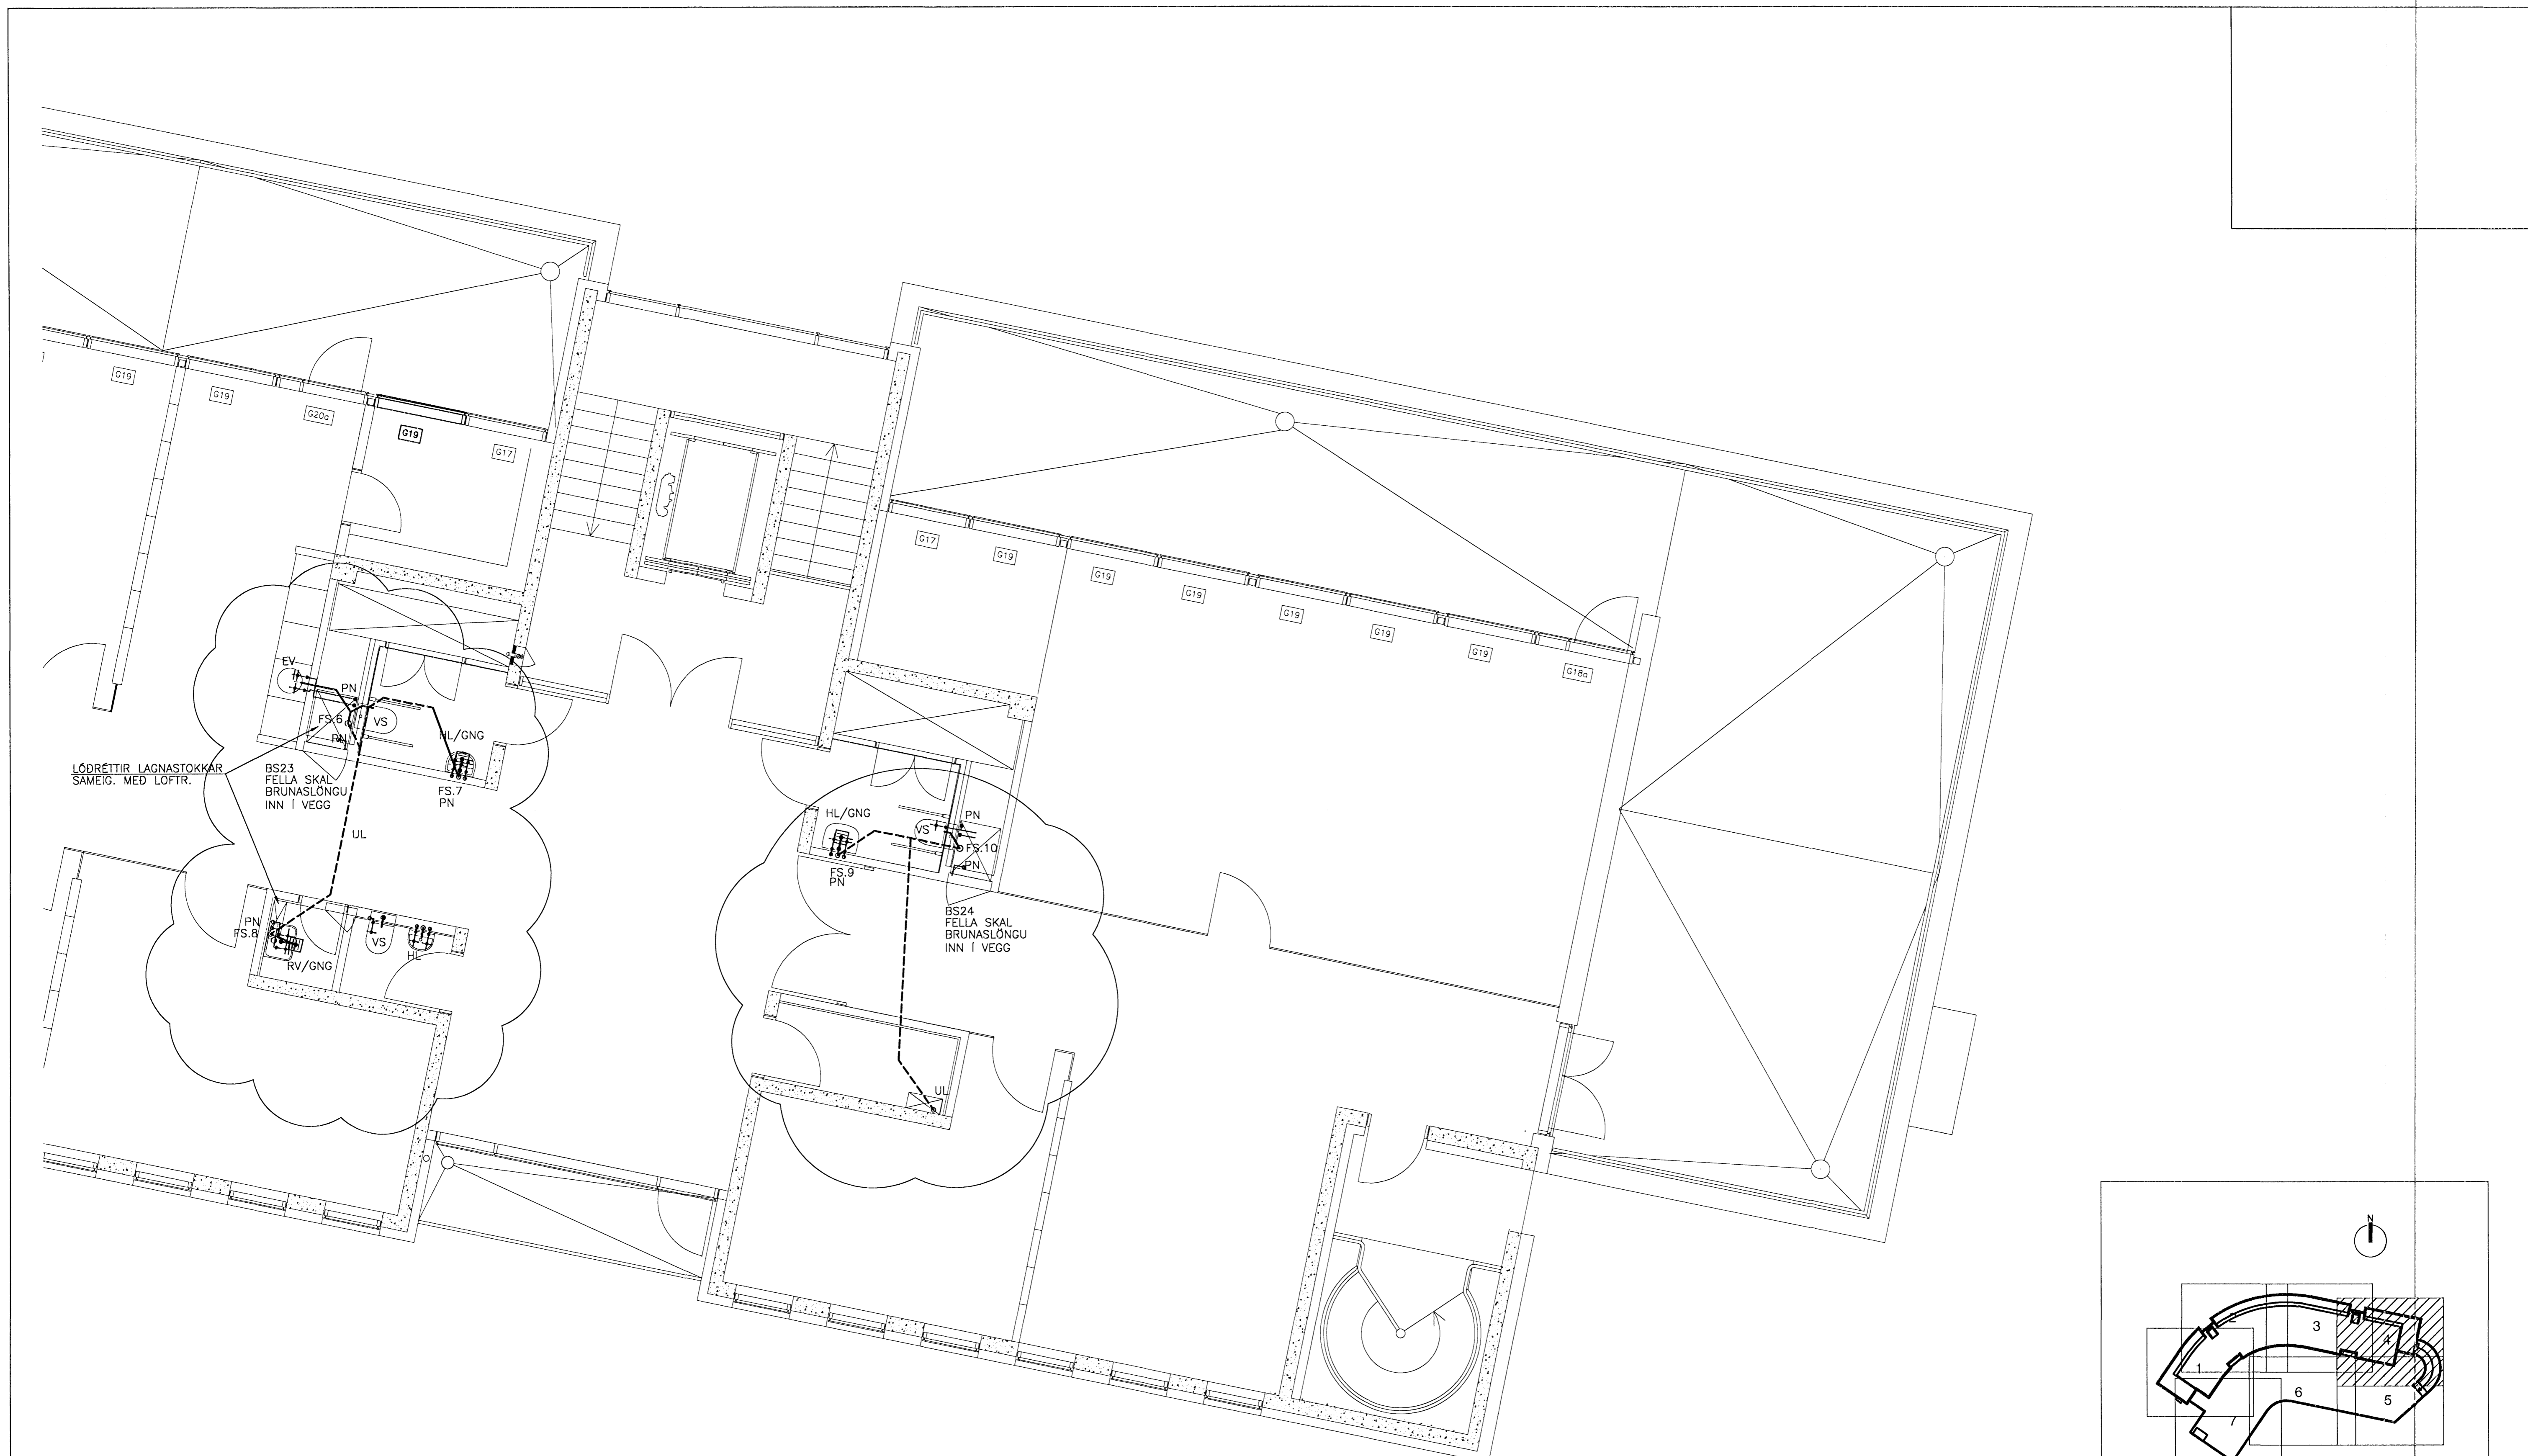 G19
G19
G20a
G19
G17
G17
G19
G19
G19
G19
G19
G19
G18a
EV
PN
FS.6
VS
PN
HL/GNG
LÓÐRÉTTIR LAGNASTOKKAR
SAMEIG. MEÐ LOFTR.
BS23
FELLA SKAL
BRUNASLÖNGU
INN Í VEGG
FS.7
PN
UL
HL/GNG
VS
PN
FS.10
PN
FS.9
PN
PN
FS.8
VS
HL
RV/GNG
BS24
FELLA SKAL
BRUNASLÖNGU
INN Í VEGG
UL
N
2
3
4
1
6
5
7